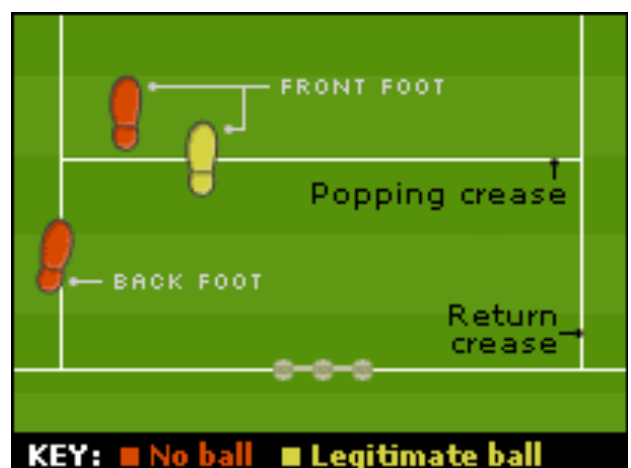 FRONT FOOT
Popping crease
BACK FOOT
Return
crease
KEY: No ball Legitimate ball